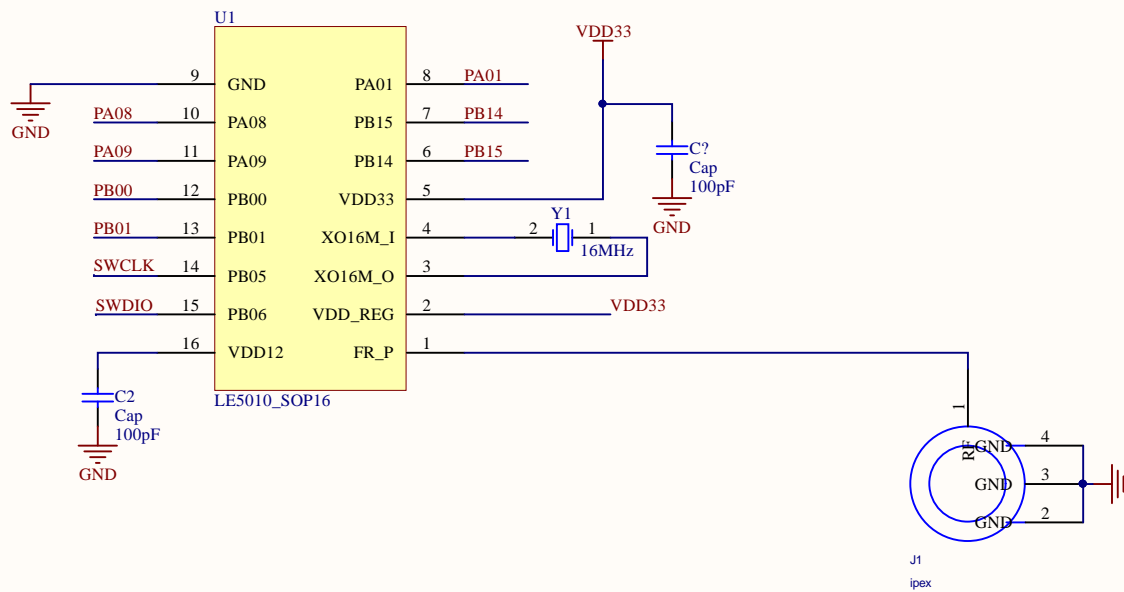 U1
9 GND
GND
PA08 10 PA08
PA09 11 PA09
PB00 12 PB00
PB01 13 PB01
SWCLK 14 PB05
SWDIO 15 PB06
16 VDD12
C2
Cap
100pF
GND
PA01 8 PA01
PB15 7 PB14
PB14 6 PB15
VDD33 5
XO16M_I 4
XO16M_O 3
VDD_REG 2 VDD33
FR_P 1
LE5010_SOP16
VDD33
C?
Cap
100pF
GND
Y1
2 1
16MHz
1
RF
GND 4
GND 3
GND 2
J1
ipex